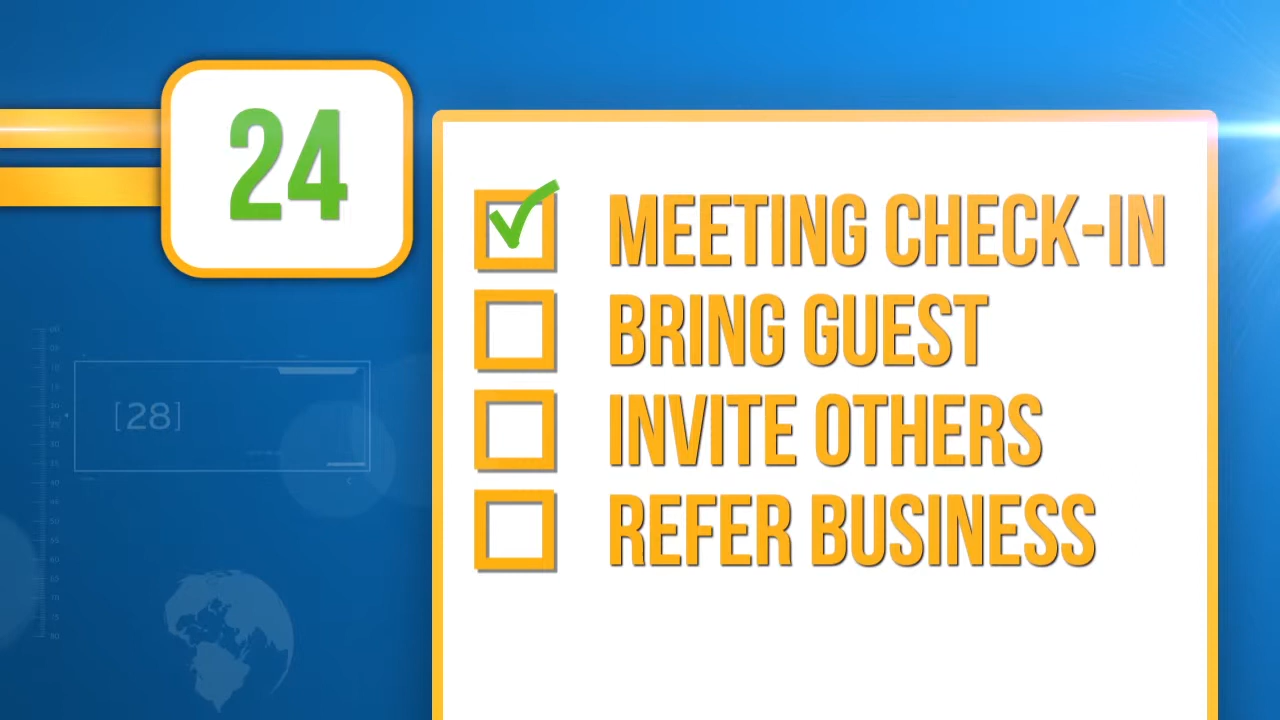 24
MEETING CHECK-IN
BRING GUEST
INVITE OTHERS
REFER BUSINESS
[28]